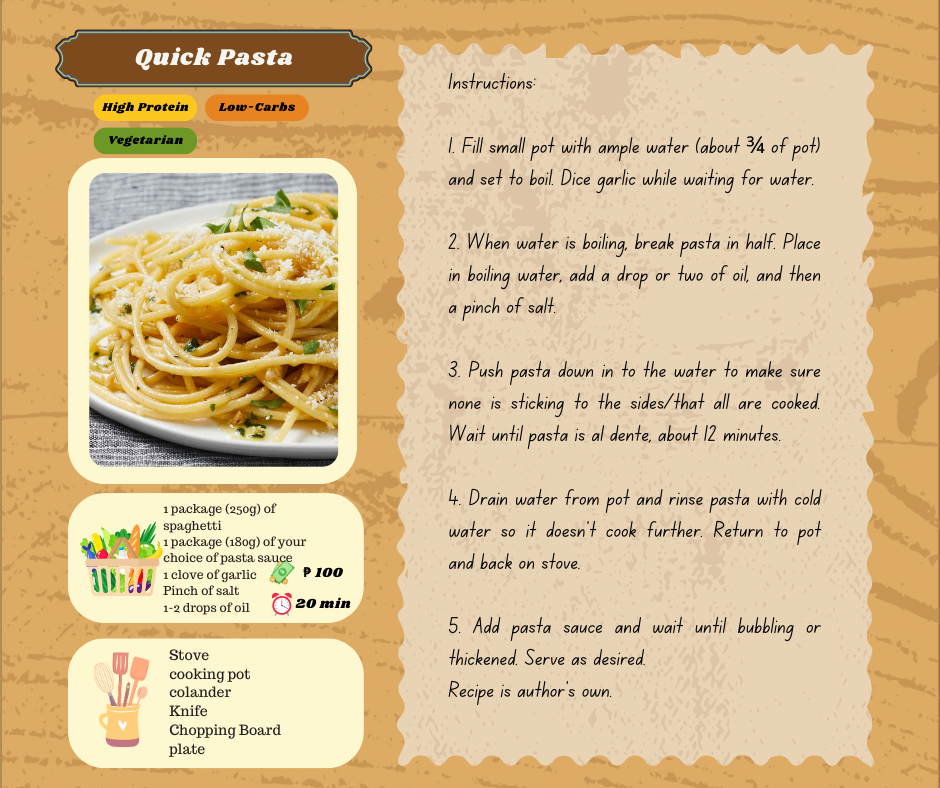 Quick Pasta
High Protein
Low-Carbs
Vegetarian
1 package (250g) of
spaghetti
1 package (180g) of your
choice of pasta sauce
1 clove of garlic
Pinch of salt
1-2 drops of oil
₱ 100
20 min
Stove
cooking pot
colander
Knife
Chopping Board
plate
Instructions:
1. Fill small pot with ample water (about ¾ of pot)
and set to boil. Dice garlic while waiting for water.
2. When water is boiling, break pasta in half. Place
in boiling water, add a drop or two of oil, and then
a pinch of salt.
3. Push pasta down in to the water to make sure
none is sticking to the sides/that all are cooked.
Wait until pasta is al dente, about 12 minutes.
4. Drain water from pot and rinse pasta with cold
water so it doesn't cook further. Return to pot
and back on stove.
5. Add pasta sauce and wait until bubbling or
thickened. Serve as desired.
Recipe is author's own.